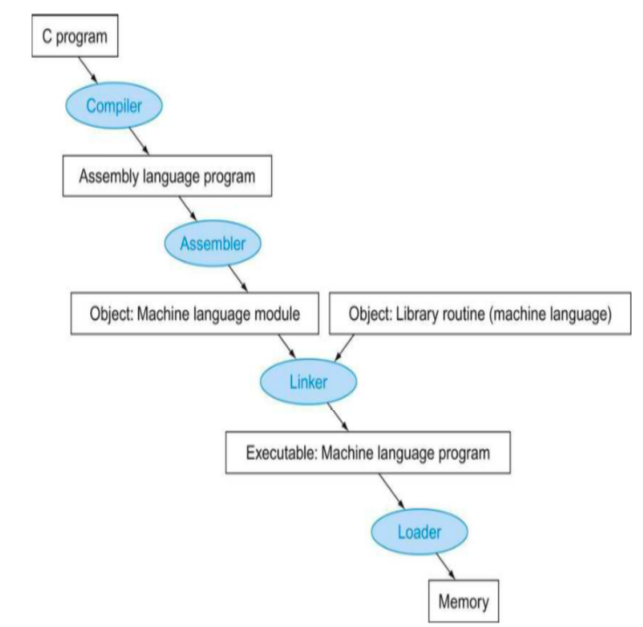 C program
Compiler
Assembly language program
Assembler
Object: Machine language module
Object: Library routine (machine language)
Linker
Executable: Machine language program
Loader
Memory